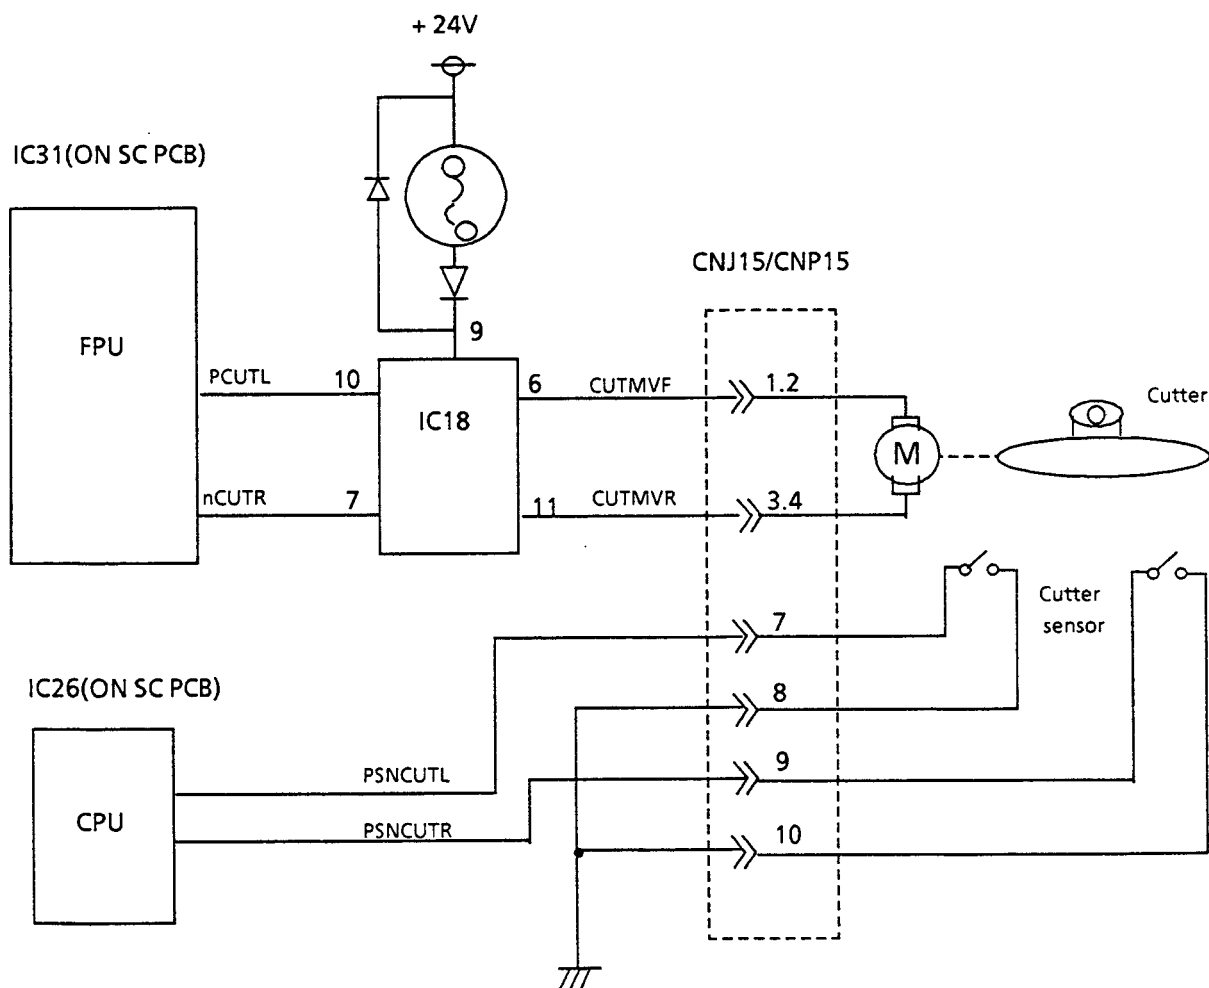 + 24V
IC31(ON SC PCB)
CNJ15/CNP15
9
FPU
PCUTL
10
6
CUTMVF
1.2
Cutter
IC18
M
nCUTR
7
11
CUTMVR
3.4
Cutter
sensor
7
IC26(ON SC PCB)
8
PSNCUTL
9
CPU
PSNCUTR
10